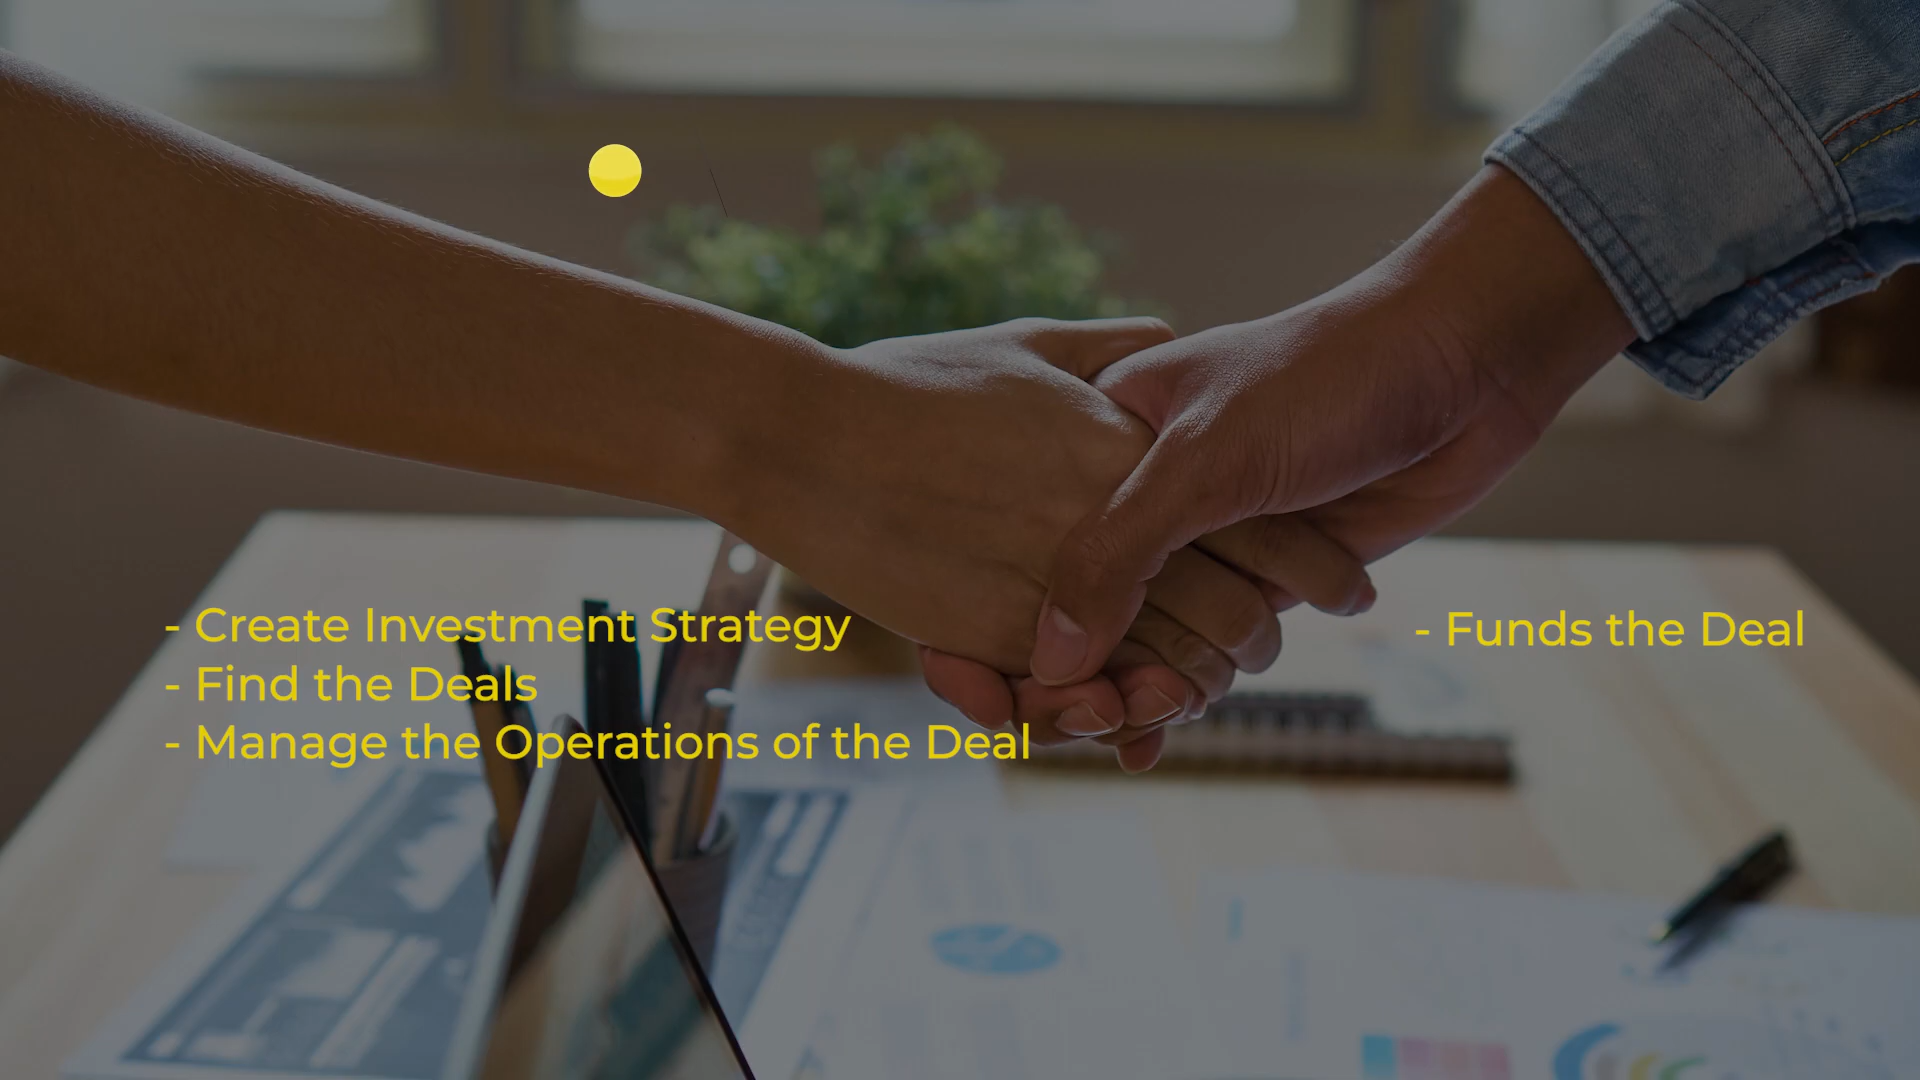 - Create Investment Strategy
- Find the Deals
- Manage the Operations of the Deal
- Funds the Deal